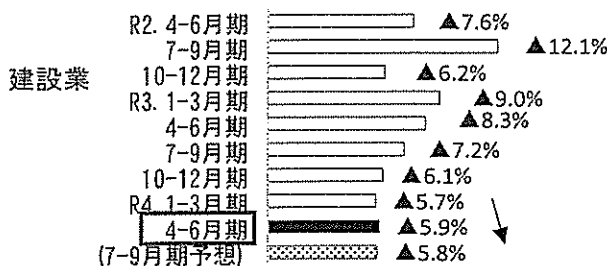 建設業
R2. 4-6月期 ▲7.6%
7-9月期 ▲12.1%
10-12月期 ▲6.2%
R3. 1-3月期 ▲9.0%
4-6月期 ▲8.3%
7-9月期 ▲7.2%
10-12月期 ▲6.1%
R4. 1-3月期 ▲5.7%
4-6月期 ▲5.9%
(7-9月期予想) ▲5.8%